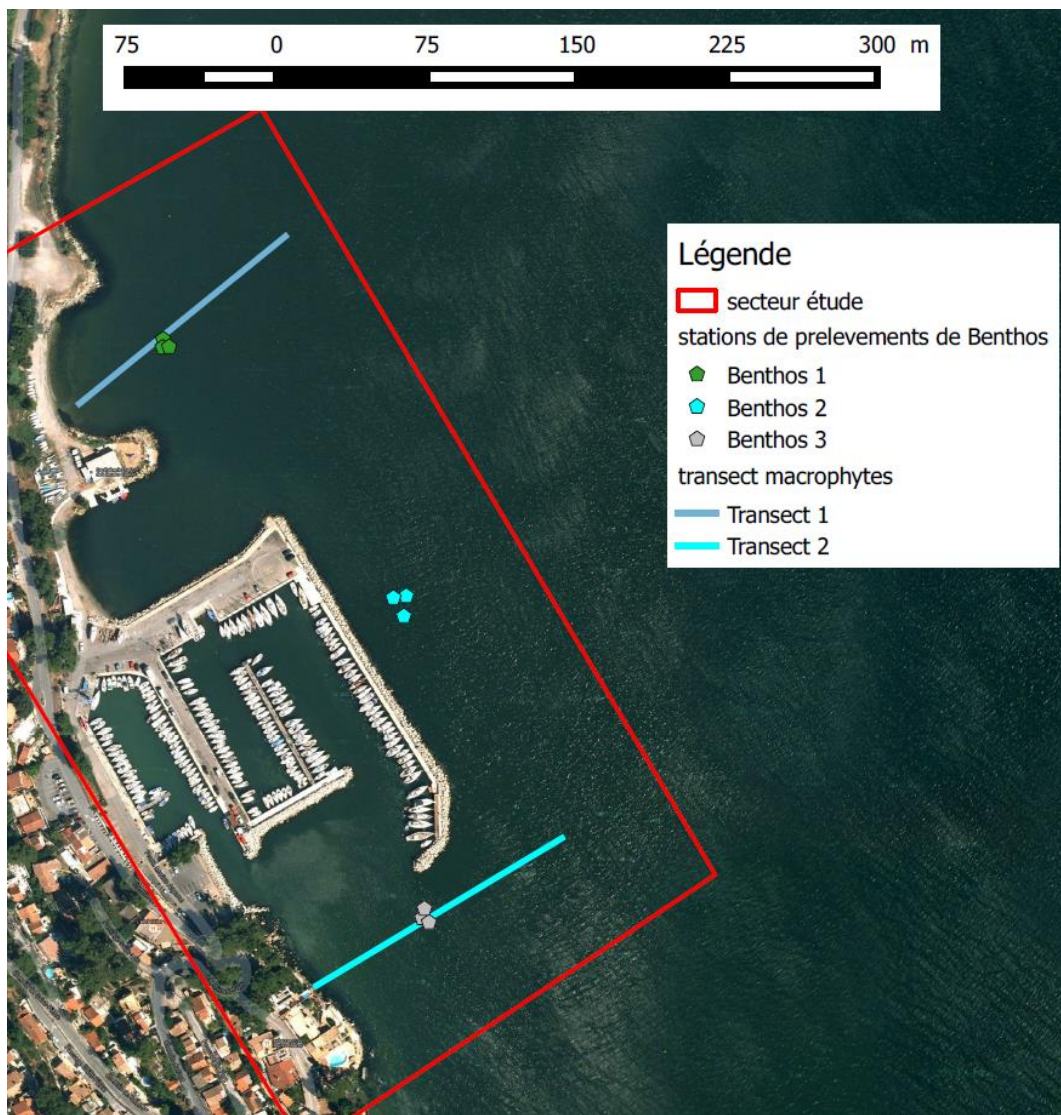 75 0 75 150 225 300 m
Légende
secteur étude
stations de prelevements de Benthos
Benthos 1
Benthos 2
Benthos 3
transect macrophytes
Transect 1
Transect 2